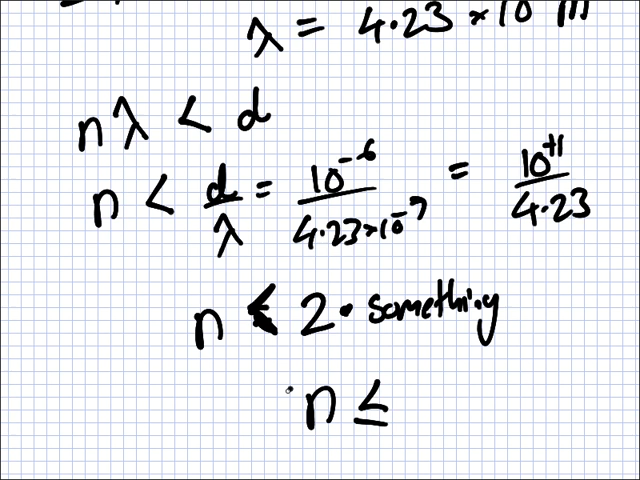 λ = 4.23 × 10 m
nλ < d
n < d/λ = 10^-6 / 4.23×10^-7 = 10^+1 / 4.23
n < 2. something
n ≤